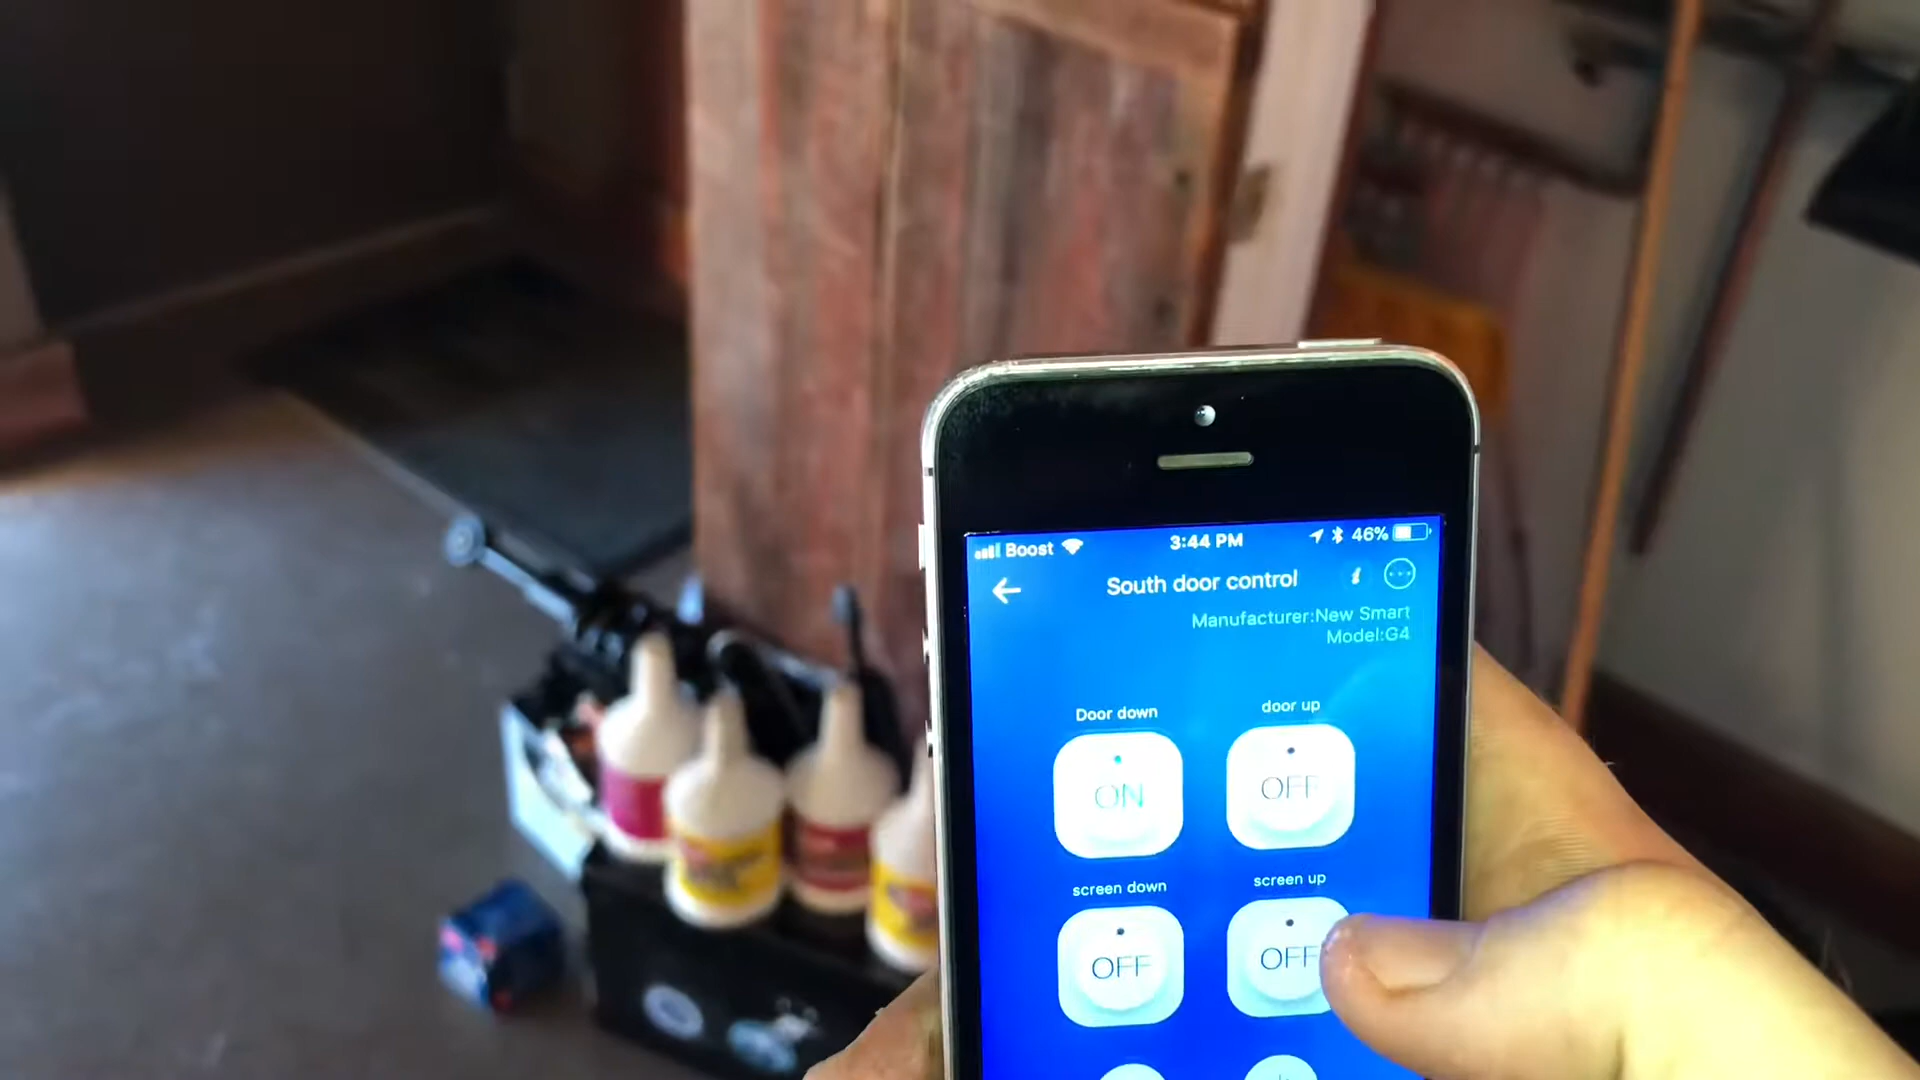 Boost 3:44 PM 46%
South door control
Manufacturer:New Smart
Model:G4
Door down door up
ON OFF
screen down screen up
OFF OFF